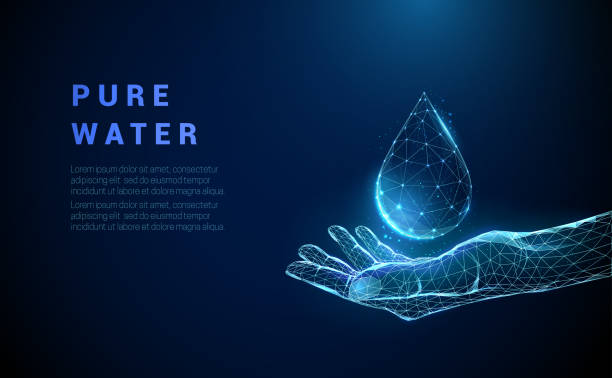 PURE
WATER
Lorem ipsum dolor sit amet, consectetur
adipiscing elit, sed do eiusmod tempor
incididunt ut labore et dolore magna aliqua.
Lorem ipsum dolor sit amet, consectetur
adipiscing elit, sed do eiusmod tempor
incididunt ut labore et dolore magna aliqua.